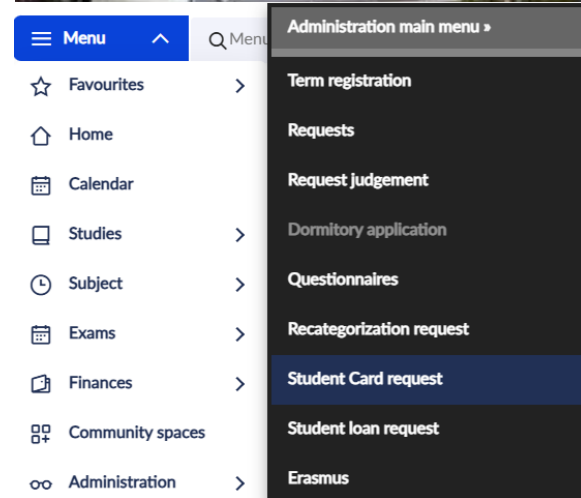 Menu
Menu
Favourites
Home
Calendar
Studies
Subject
Exams
Finances
Community spaces
Administration
Administration main menu »
Term registration
Requests
Request judgement
Dormitory application
Questionnaires
Recategorization request
Student Card request
Student loan request
Erasmus